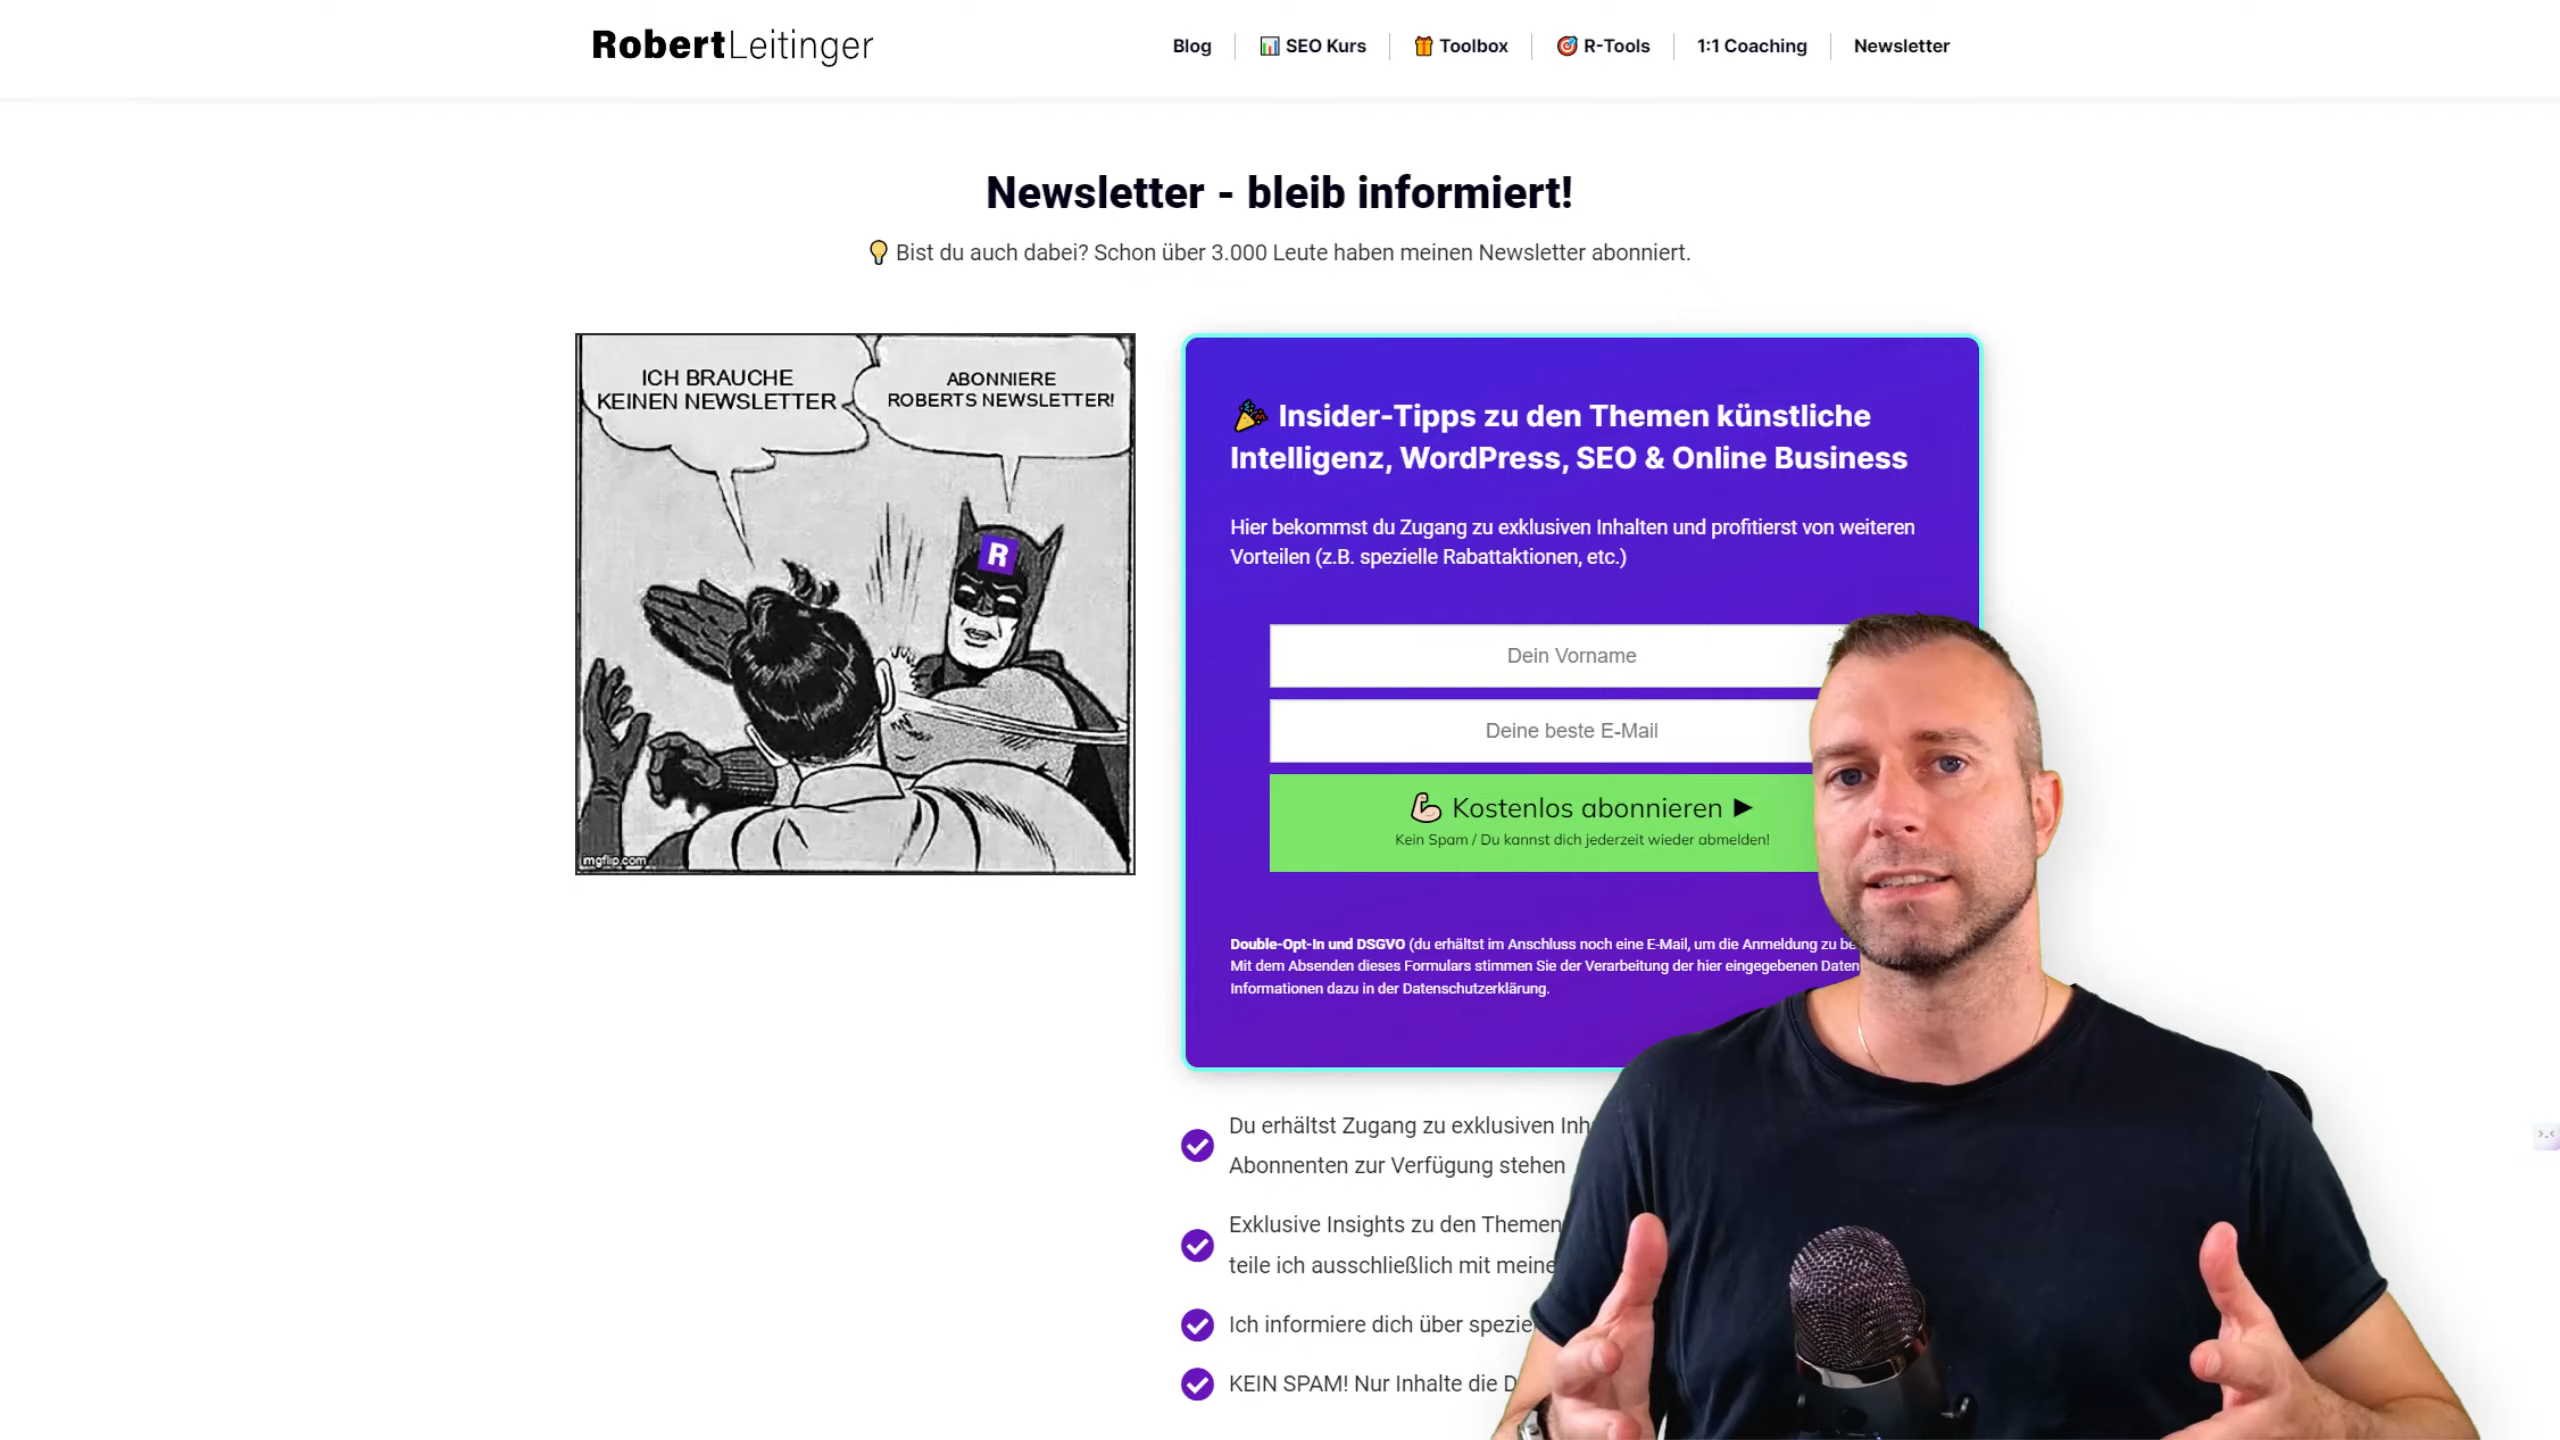 RobertLeitinger
Blog
SEO Kurs
Toolbox
R-Tools
1:1 Coaching
Newsletter
Newsletter - bleib informiert!
Bist du auch dabei? Schon über 3.000 Leute haben meinen Newsletter abonniert.
ICH BRAUCHE
KEINEN NEWSLETTER
ABONNIERE
ROBERTS NEWSLETTER!
R
imgflip.com
Insider-Tipps zu den Themen künstliche
Intelligenz, WordPress, SEO & Online Business
Hier bekommst du Zugang zu exklusiven Inhalten und profitierst von weiteren
Vorteilen (z.B. spezielle Rabattaktionen, etc.)
Dein Vorname
Deine beste E-Mail
Kostenlos abonnieren ►
Kein Spam / Du kannst dich jederzeit wieder abmelden!
Double-Opt-In und DSGVO (du erhältst im Anschluss noch eine E-Mail, um die Anmeldung zu
Mit dem Absenden dieses Formulars stimmen Sie der Verarbeitung der hier eingegebenen Daten
Informationen dazu in der Datenschutzerklärung.
Du erhältst Zugang zu exklusiven
Abonnenten zur Verfügung stehen
Exklusive Insights zu den Themen
teile ich ausschließlich mit
Ich informiere dich über
KEIN SPAM! Nur Inhalte die